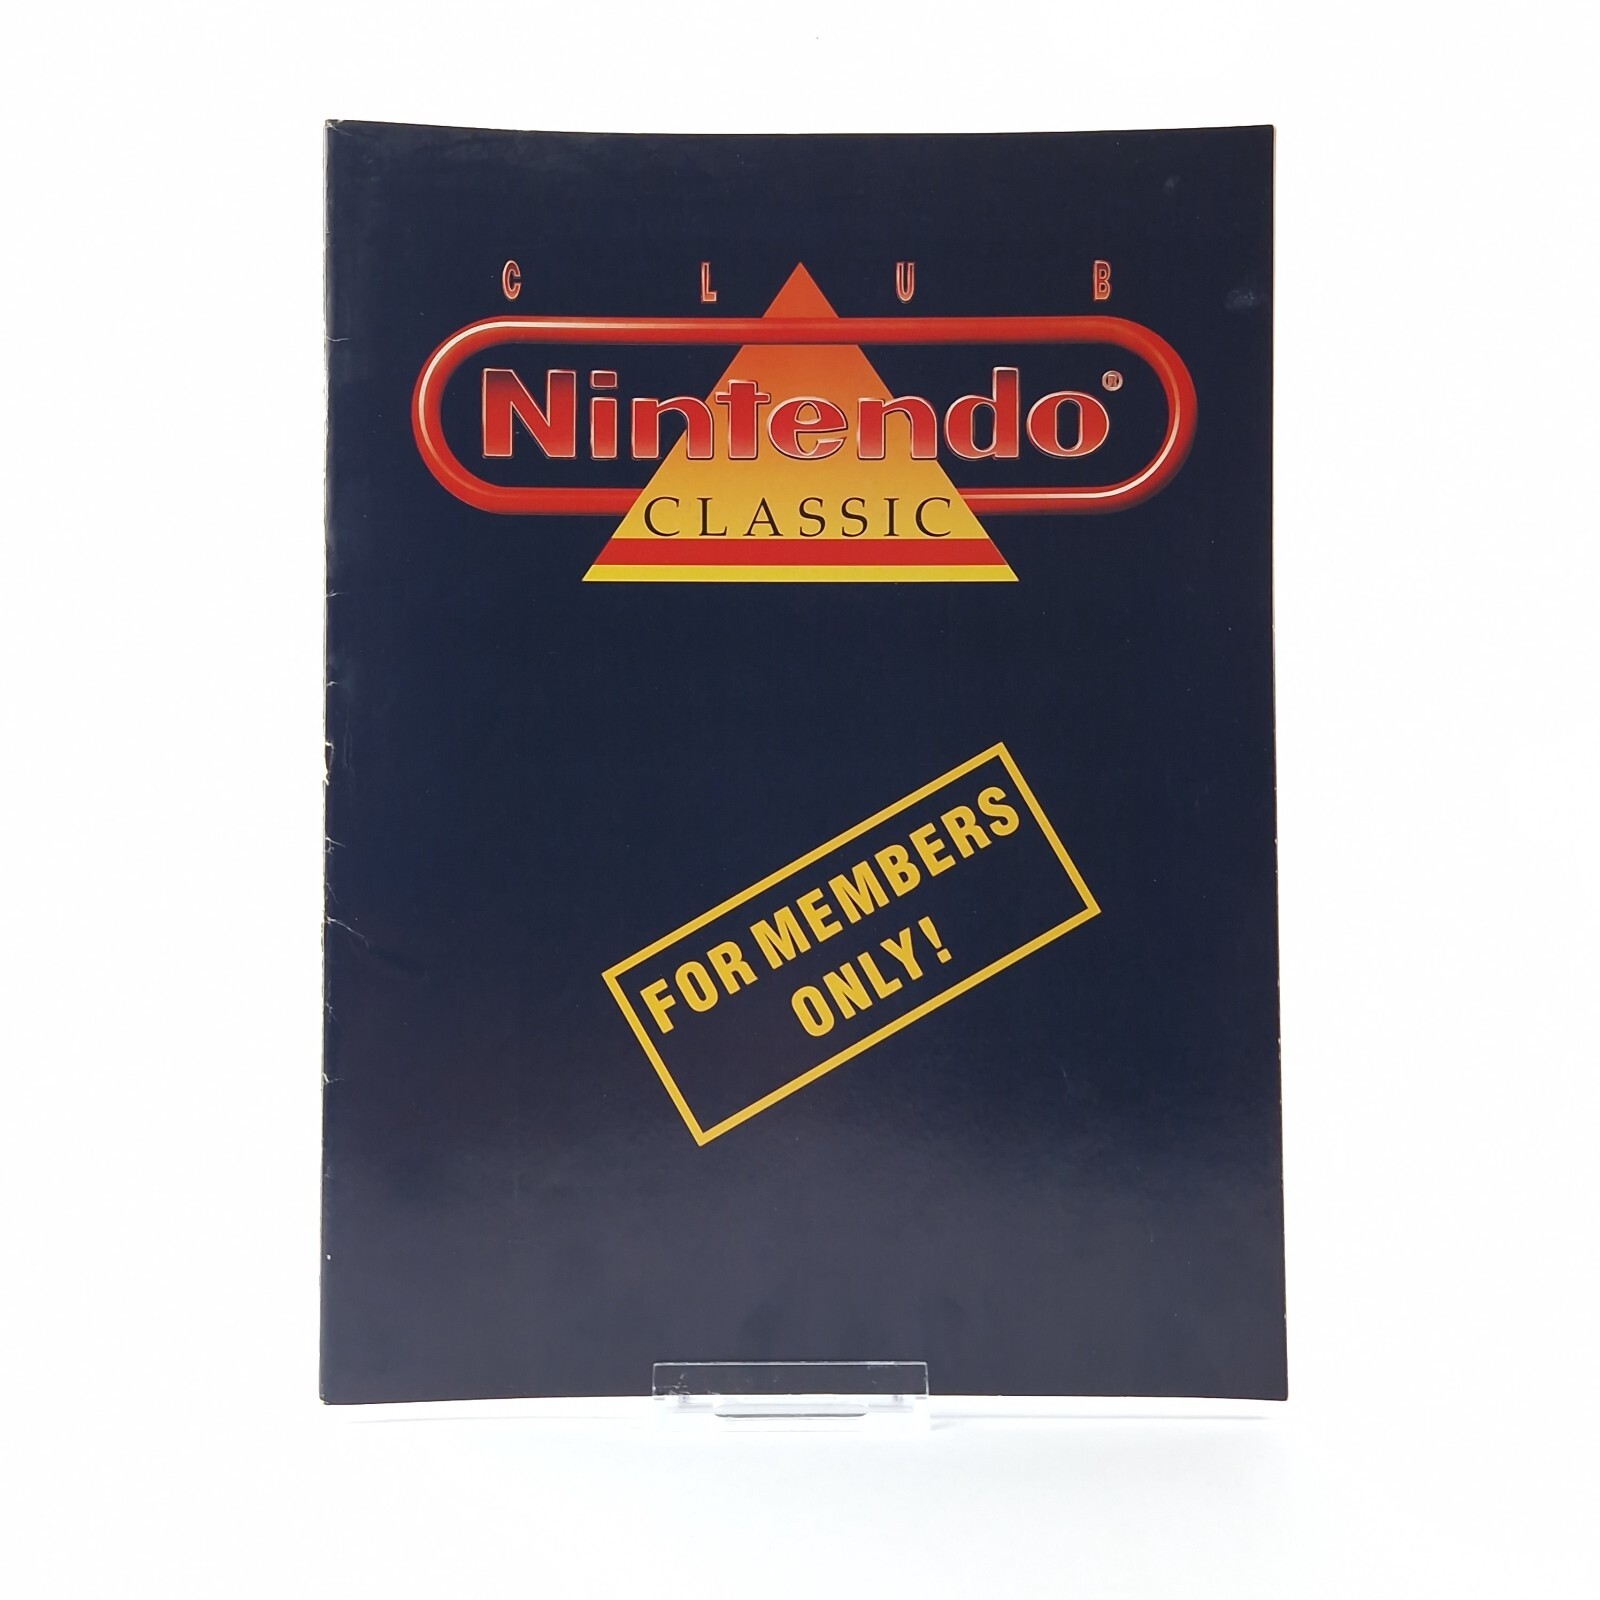 CLUB
Nintendo®
CLASSIC
FOR MEMBERS
ONLY!